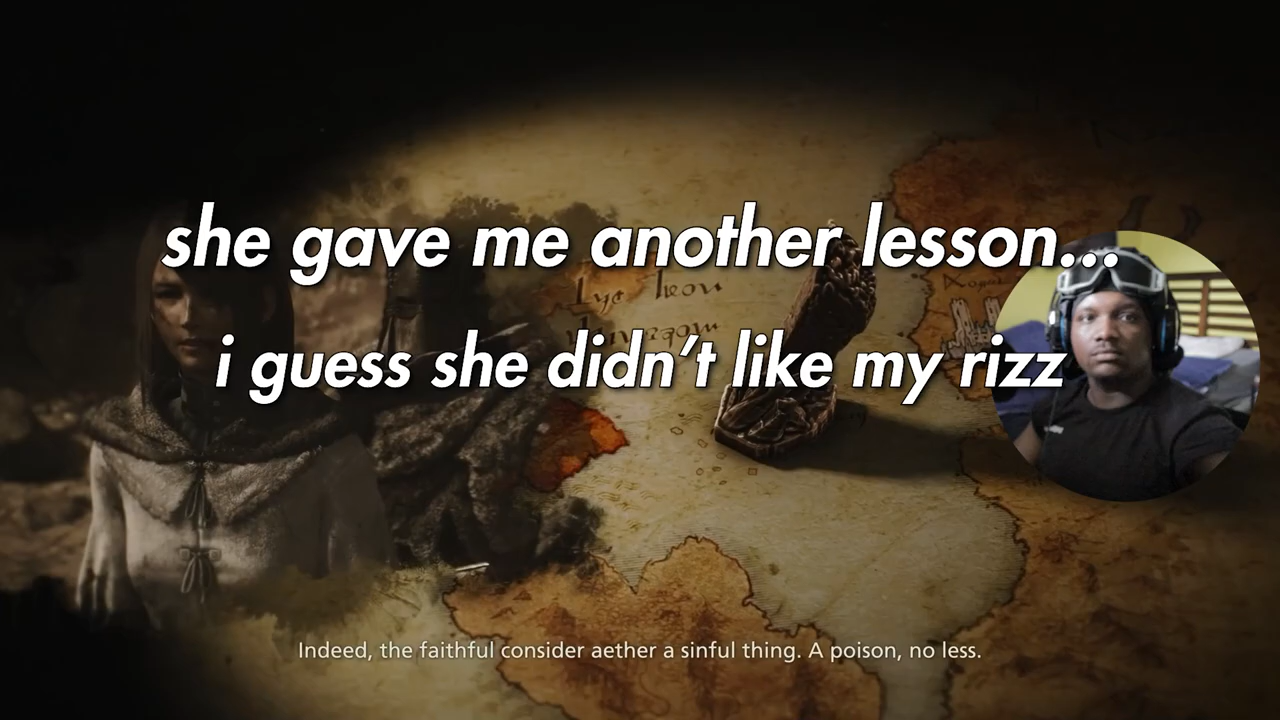 she gave me another lesson...
i guess she didn't like my rizz
Indeed, the faithful consider aether a sinful thing. A poison, no less.